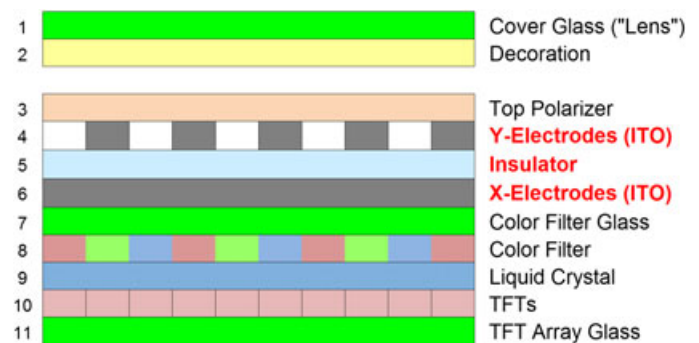 1 Cover Glass ("Lens")
2 Decoration
3 Top Polarizer
4 Y-Electrodes (ITO)
5 Insulator
6 X-Electrodes (ITO)
7 Color Filter Glass
8 Color Filter
9 Liquid Crystal
10 TFTs
11 TFT Array Glass